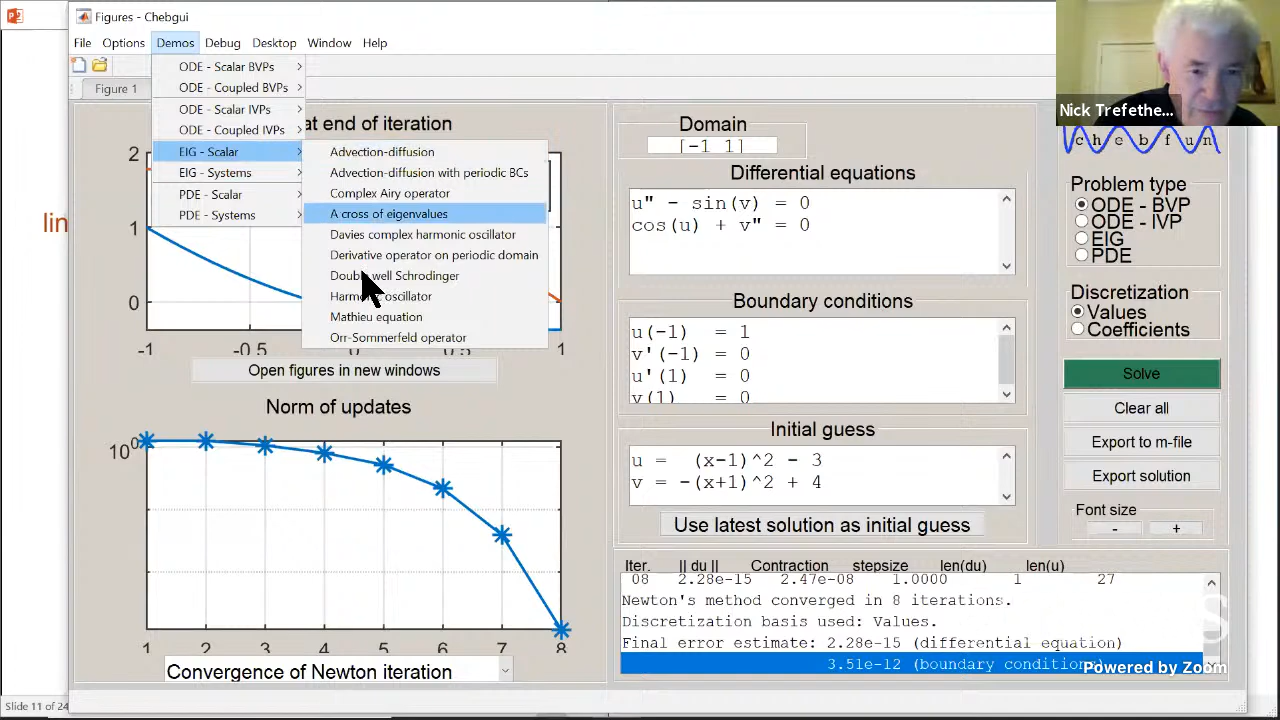 Figures - Chebgui
File Options Demos Debug Desktop Window Help
Figure 1
ODE - Scalar BVPs
ODE - Coupled BVPs
ODE - Scalar IVPs
ODE - Coupled IVPs
EIG - Scalar
EIG - Systems
PDE - Scalar
PDE - Systems
Advection-diffusion
Advection-diffusion with periodic BCs
Complex Airy operator
A cross of eigenvalues
Davies complex harmonic oscillator
Derivative operator on periodic domain
well Schrodinger
oscillator
Mathieu equation
Orr-Sommerfeld operator
at end of iteration
2
1
0
-1 -0.5 1
lin
Open figures in new windows
Norm of updates
10^0
1 2 3 4 5 6 7 8
Convergence of Newton iteration
Domain
[-1 1]
Differential equations
u" - sin(v) = 0
cos(u) + v" = 0
Boundary conditions
u(-1) = 1
v'(-1) = 0
u'(1) = 0
v(1) = 0
Initial guess
u = (x-1)^2 - 3
v = -(x+1)^2 + 4
Use latest solution as initial guess
Iter. || du || Contraction stepsize len(du) len(u)
08 2.28e-15 2.47e-08 1.0000 1 27
Newton's method converged in 8 iterations.
Discretization basis used: Values.
Final error estimate: 2.28e-15 (differential equation)
3.51e-12 (boundary conditions)
Nick Trefethe...
chebfun
Problem type
ODE - BVP
ODE - IVP
EIG
PDE
Discretization
Values
Coefficients
Solve
Clear all
Export to m-file
Export solution
Font size
- +
Powered by Zoom
Slide 11 of 24